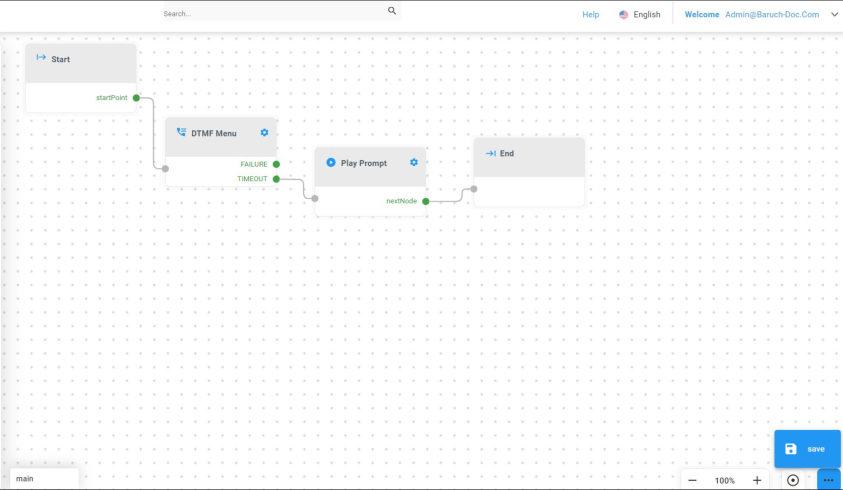 Search...
Help
English
Welcome Admin@Baruch-Doc.Com
Start
startPoint
DTMF Menu
FAILURE
TIMEOUT
Play Prompt
nextNode
End
save
main
100%